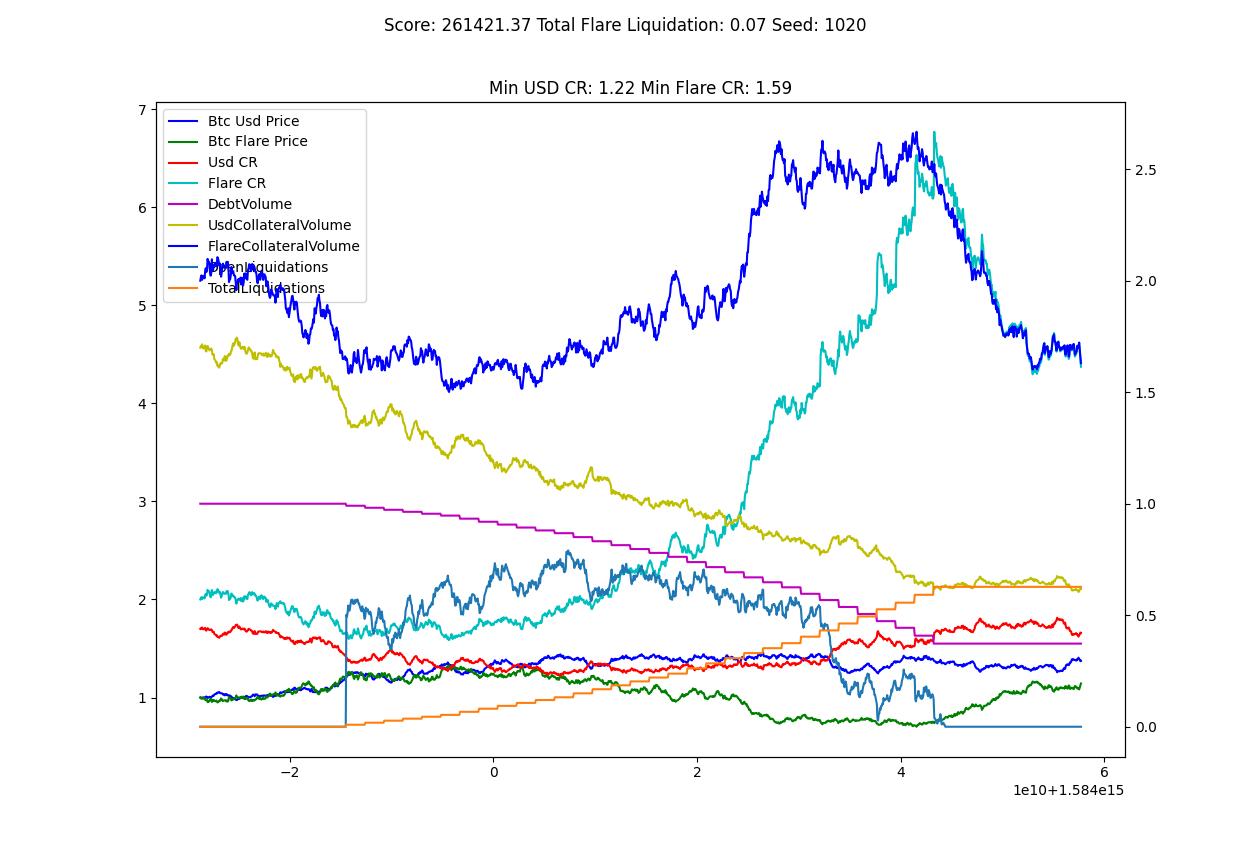 Score: 261421.37 Total Flare Liquidation: 0.07 Seed: 1020
Min USD CR: 1.22 Min Flare CR: 1.59
Btc Usd Price
Btc Flare Price
Usd CR
Flare CR
DebtVolume
UsdCollateralVolume
FlareCollateralVolume
OpenLiquidations
TotalLiquidations
7
6
5
4
3
2
1
2.5
2.0
1.5
1.0
0.5
0.0
−2
0
2
4
6
1e10+1.584e15